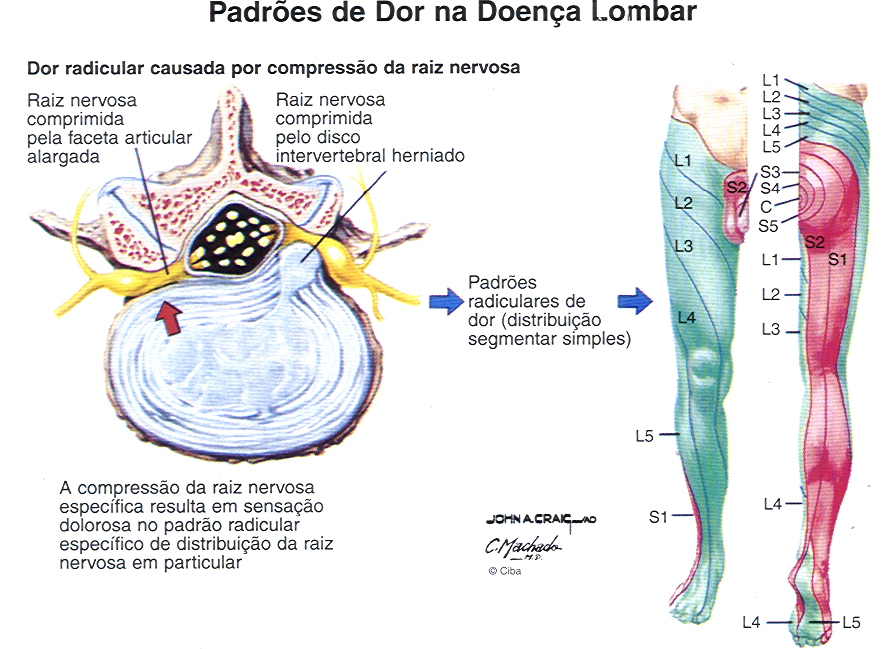 Padrões de Dor na Doença Lombar
Dor radicular causada por compressão da raiz nervosa
Raiz nervosa
comprimida
pela faceta articular
alargada
Raiz nervosa
comprimida
pelo disco
intervertebral herniado
Padrões
radiculares de
dor (distribuição
segmentar simples)
A compressão da raiz nervosa
específica resulta em sensação
dolorosa no padrão radicular
específico de distribuição da raiz
nervosa em particular
JOHN A. CRAIG MD
C. Machado
M.D.
© Ciba
L1
L2
L3
L4
L5
S1
S2
L1
L2
L3
L4
L5
S3
S4
C
S5
S2
S1
L1
L2
L3
L4
L4
L5